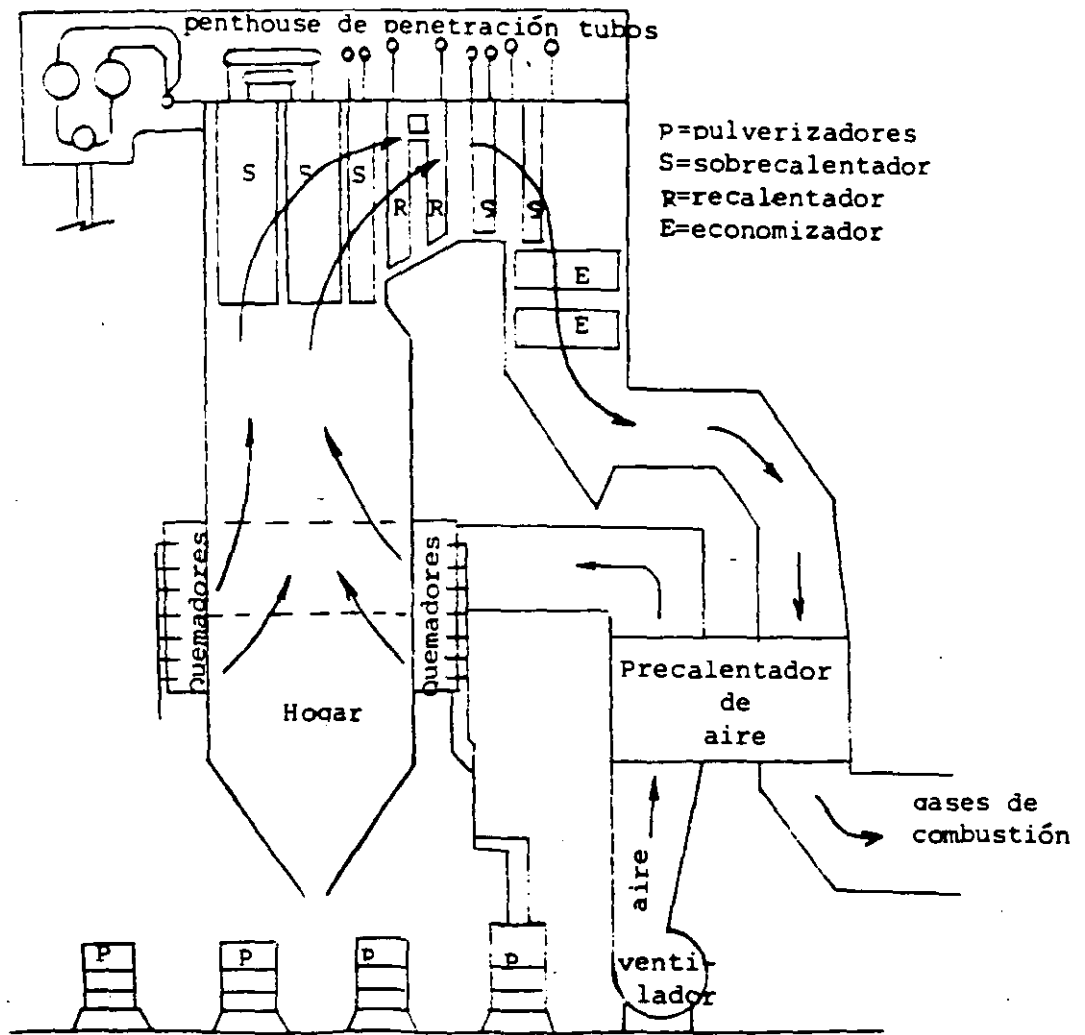 penthouse de penetración tubos
P=pulverizadores
S=sobrecalentador
R=recalentador
E=economizador
S
S
S
R
R
S
S
E
E
Quemadores
Quemadores
Hogar
Precalentador
de
aire
gases de
combustión
aire
venti-
lador
P
p
p
p